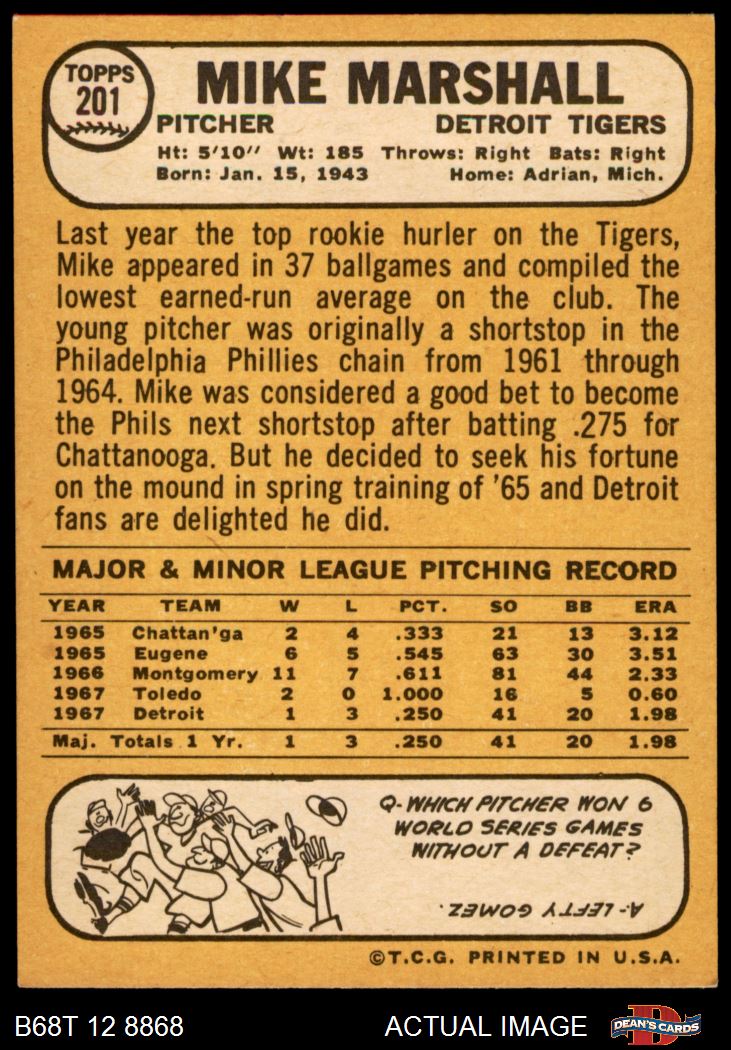 TOPPS
201
MIKE MARSHALL
PITCHER DETROIT TIGERS
Ht: 5'10" Wt: 185 Throws: Right Bats: Right
Born: Jan. 15, 1943 Home: Adrian, Mich.
Last year the top rookie hurler on the Tigers,
Mike appeared in 37 ballgames and compiled the
lowest earned-run average on the club. The
young pitcher was originally a shortstop in the
Philadelphia Phillies chain from 1961 through
1964. Mike was considered a good bet to become
the Phils next shortstop after batting .275 for
Chattanooga. But he decided to seek his fortune
on the mound in spring training of '65 and Detroit
fans are delighted he did.
MAJOR & MINOR LEAGUE PITCHING RECORD
YEAR TEAM W L PCT. SO BB ERA
1965 Chattan'ga 2 4 .333 21 13 3.12
1965 Eugene 6 5 .545 63 30 3.51
1966 Montgomery 11 7 .611 81 44 2.33
1967 Toledo 2 0 1.000 16 5 0.60
1967 Detroit 1 3 .250 41 20 1.98
Maj. Totals 1 Yr. 1 3 .250 41 20 1.98
Q- WHICH PITCHER WON 6
WORLD SERIES GAMES
WITHOUT A DEFEAT?
A- LEFTY GOMEZ.
©T.C.G. PRINTED IN U.S.A.
B68T 12 8868 ACTUAL IMAGE
D
DEAN'S CARDS